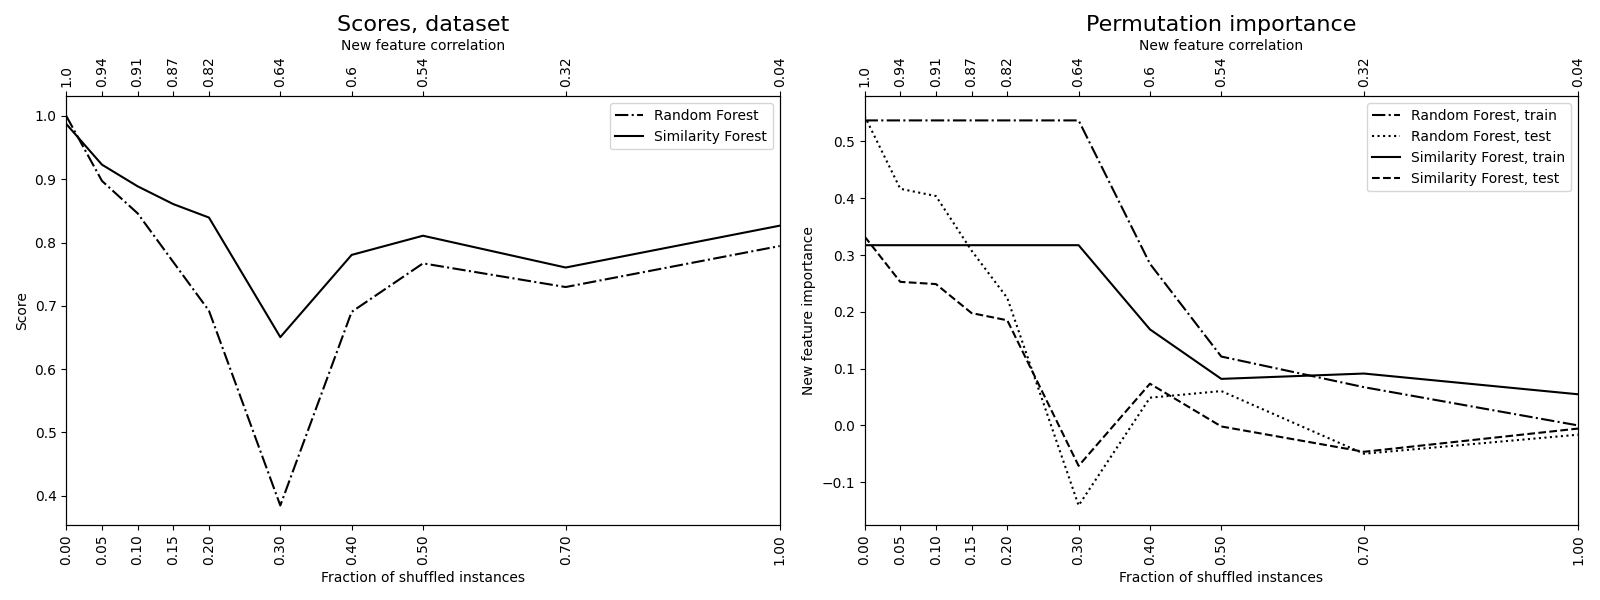 Scores, dataset
New feature correlation
1.0 0.94 0.91 0.87 0.82 0.64 0.6 0.54 0.32 0.04
Random Forest
Similarity Forest
1.0
0.9
0.8
0.7
0.6
0.5
0.4
Score
0.00 0.05 0.10 0.15 0.20 0.30 0.40 0.50 0.70 1.00
Fraction of shuffled instances
Permutation importance
New feature correlation
1.0 0.94 0.91 0.87 0.82 0.64 0.6 0.54 0.32 0.04
Random Forest, train
Random Forest, test
Similarity Forest, train
Similarity Forest, test
0.5
0.4
0.3
0.2
0.1
0.0
−0.1
New feature importance
0.00 0.05 0.10 0.15 0.20 0.30 0.40 0.50 0.70 1.00
Fraction of shuffled instances